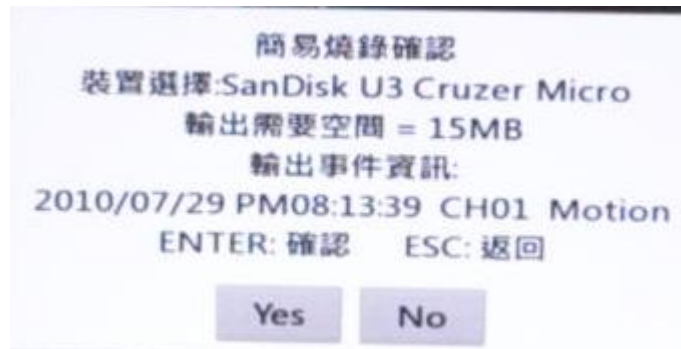 簡易燒錄確認
裝置選擇:SanDisk U3 Cruzer Micro
輸出需要空間 = 15MB
輸出事件資訊:
2010/07/29 PM08:13:39 CH01 Motion
ENTER: 確認 ESC: 返回
Yes No